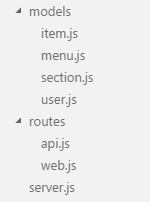 models
item.js
menu.js
section.js
user.js
routes
api.js
web.js
server.js